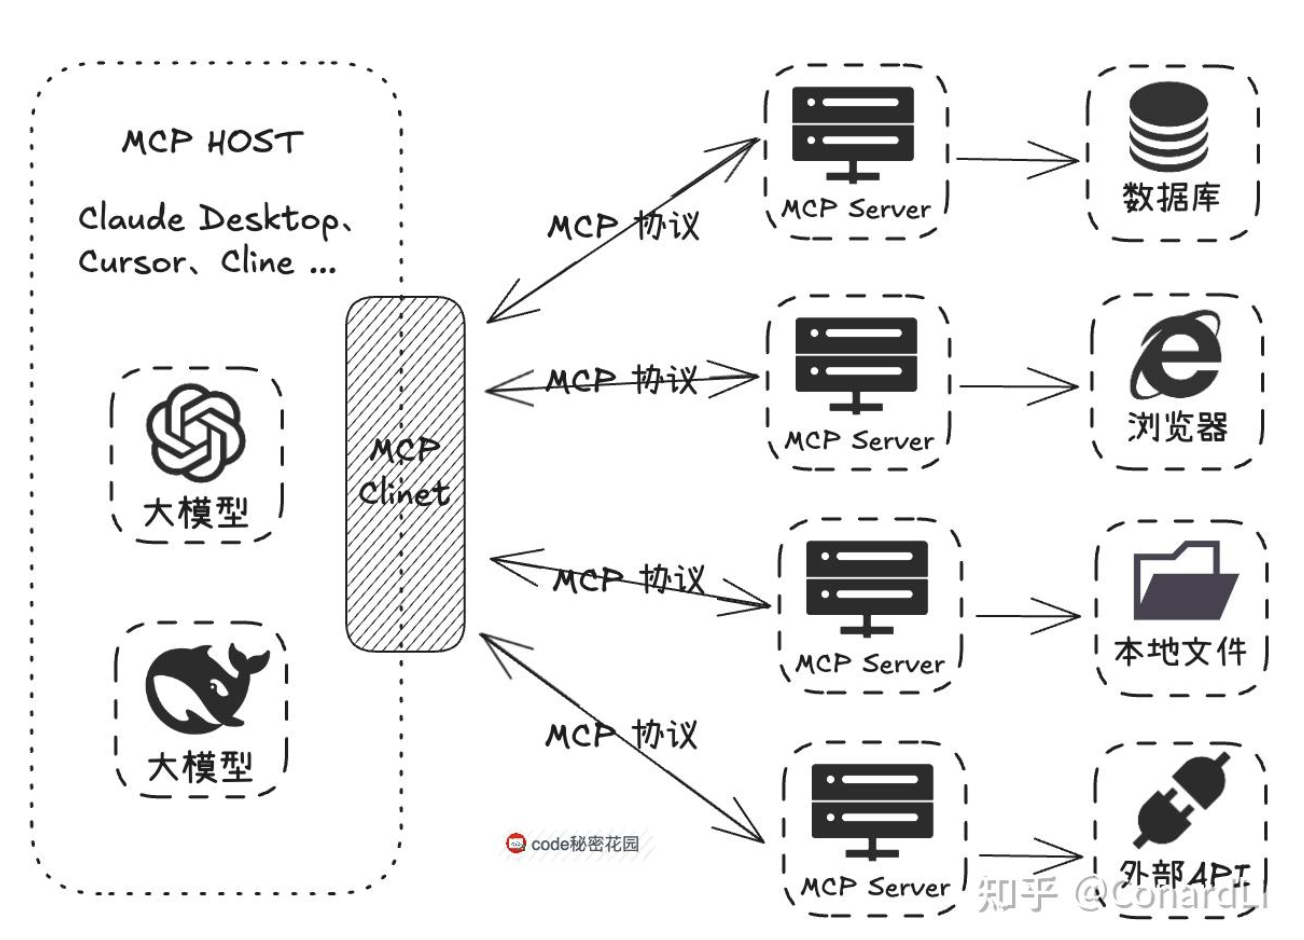 MCP HOST
Claude Desktop、
Cursor、Cline ...
大模型
大模型
MCP
Clinet
MCP 协议
MCP 协议
MCP 协议
MCP 协议
MCP Server
数据库
MCP Server
浏览器
MCP Server
本地文件
MCP Server
外部API
code秘密花园
知乎 @ConardLi